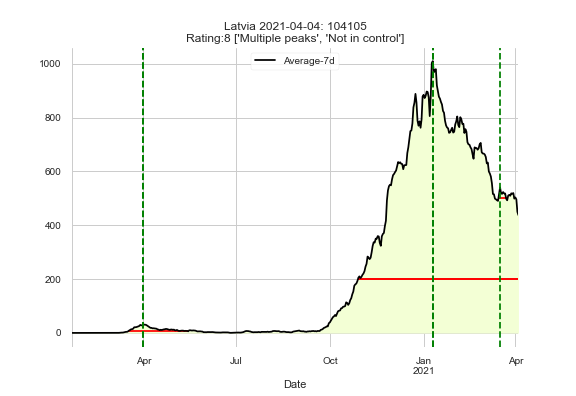 Latvia 2021-04-04: 104105
Rating:8 ['Multiple peaks', 'Not in control']
Average-7d
1000
800
600
400
200
0
Apr
Jul
Oct
Jan
2021
Apr
Date